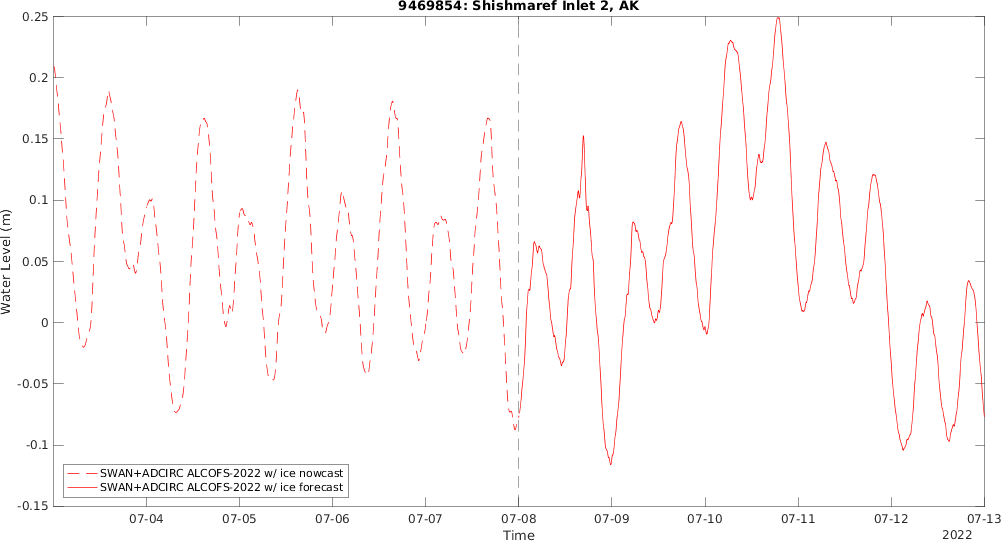 9469854: Shishmaref Inlet 2, AK
0.25
0.2
0.15
0.1
0.05
0
-0.05
-0.1
-0.15
Water Level (m)
SWAN+ADCIRC ALCOFS-2022 w/ ice nowcast
SWAN+ADCIRC ALCOFS-2022 w/ ice forecast
07-04 07-05 07-06 07-07 07-08 07-09 07-10 07-11 07-12 07-13
Time
2022